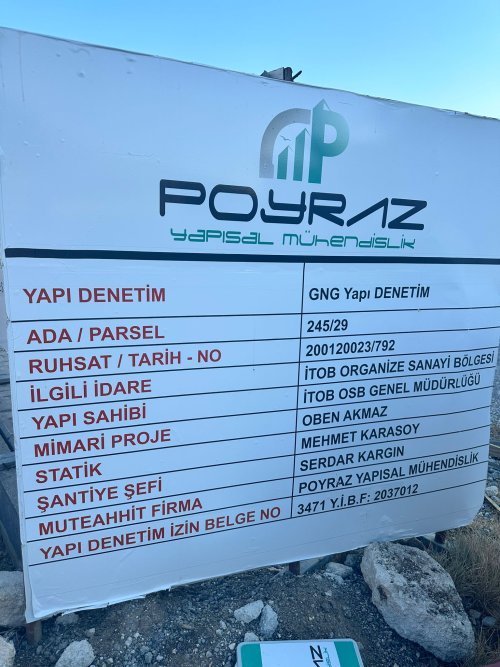 POYRAZ
YAPISAL MÜHENDİSLİK
YAPI DENETİM GNG Yapı DENETİM
ADA / PARSEL 245/29
RUHSAT / TARİH - NO 200120023/792
İLGİLİ İDARE İTOB ORGANİZE SANAYİ BÖLGESİ
YAPI SAHİBİ İTOB OSB GENEL MÜDÜRLÜĞÜ
MİMARİ PROJE OBEN AKMAZ
STATİK MEHMET KARASOY
ŞANTİYE ŞEFİ SERDAR KARGIN
MUTEAHHİT FİRMA POYRAZ YAPISAL MÜHENDİSLİK
YAPI DENETİM İZİN BELGE NO 3471 Y.İ.B.F: 2037012
RAZ